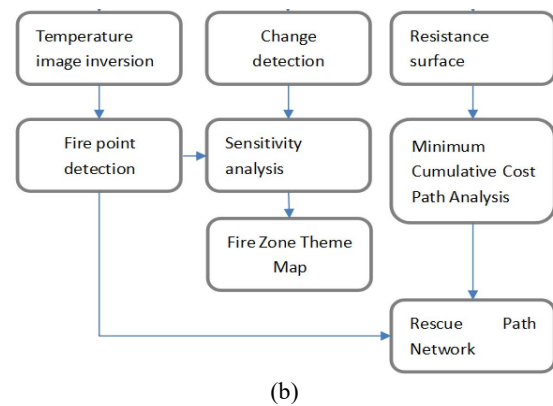 Temperature
image inversion
Change
detection
Resistance
surface
Fire point
detection
Sensitivity
analysis
Minimum
Cumulative Cost
Path Analysis
Fire Zone Theme
Map
Rescue Path
Network
(b)